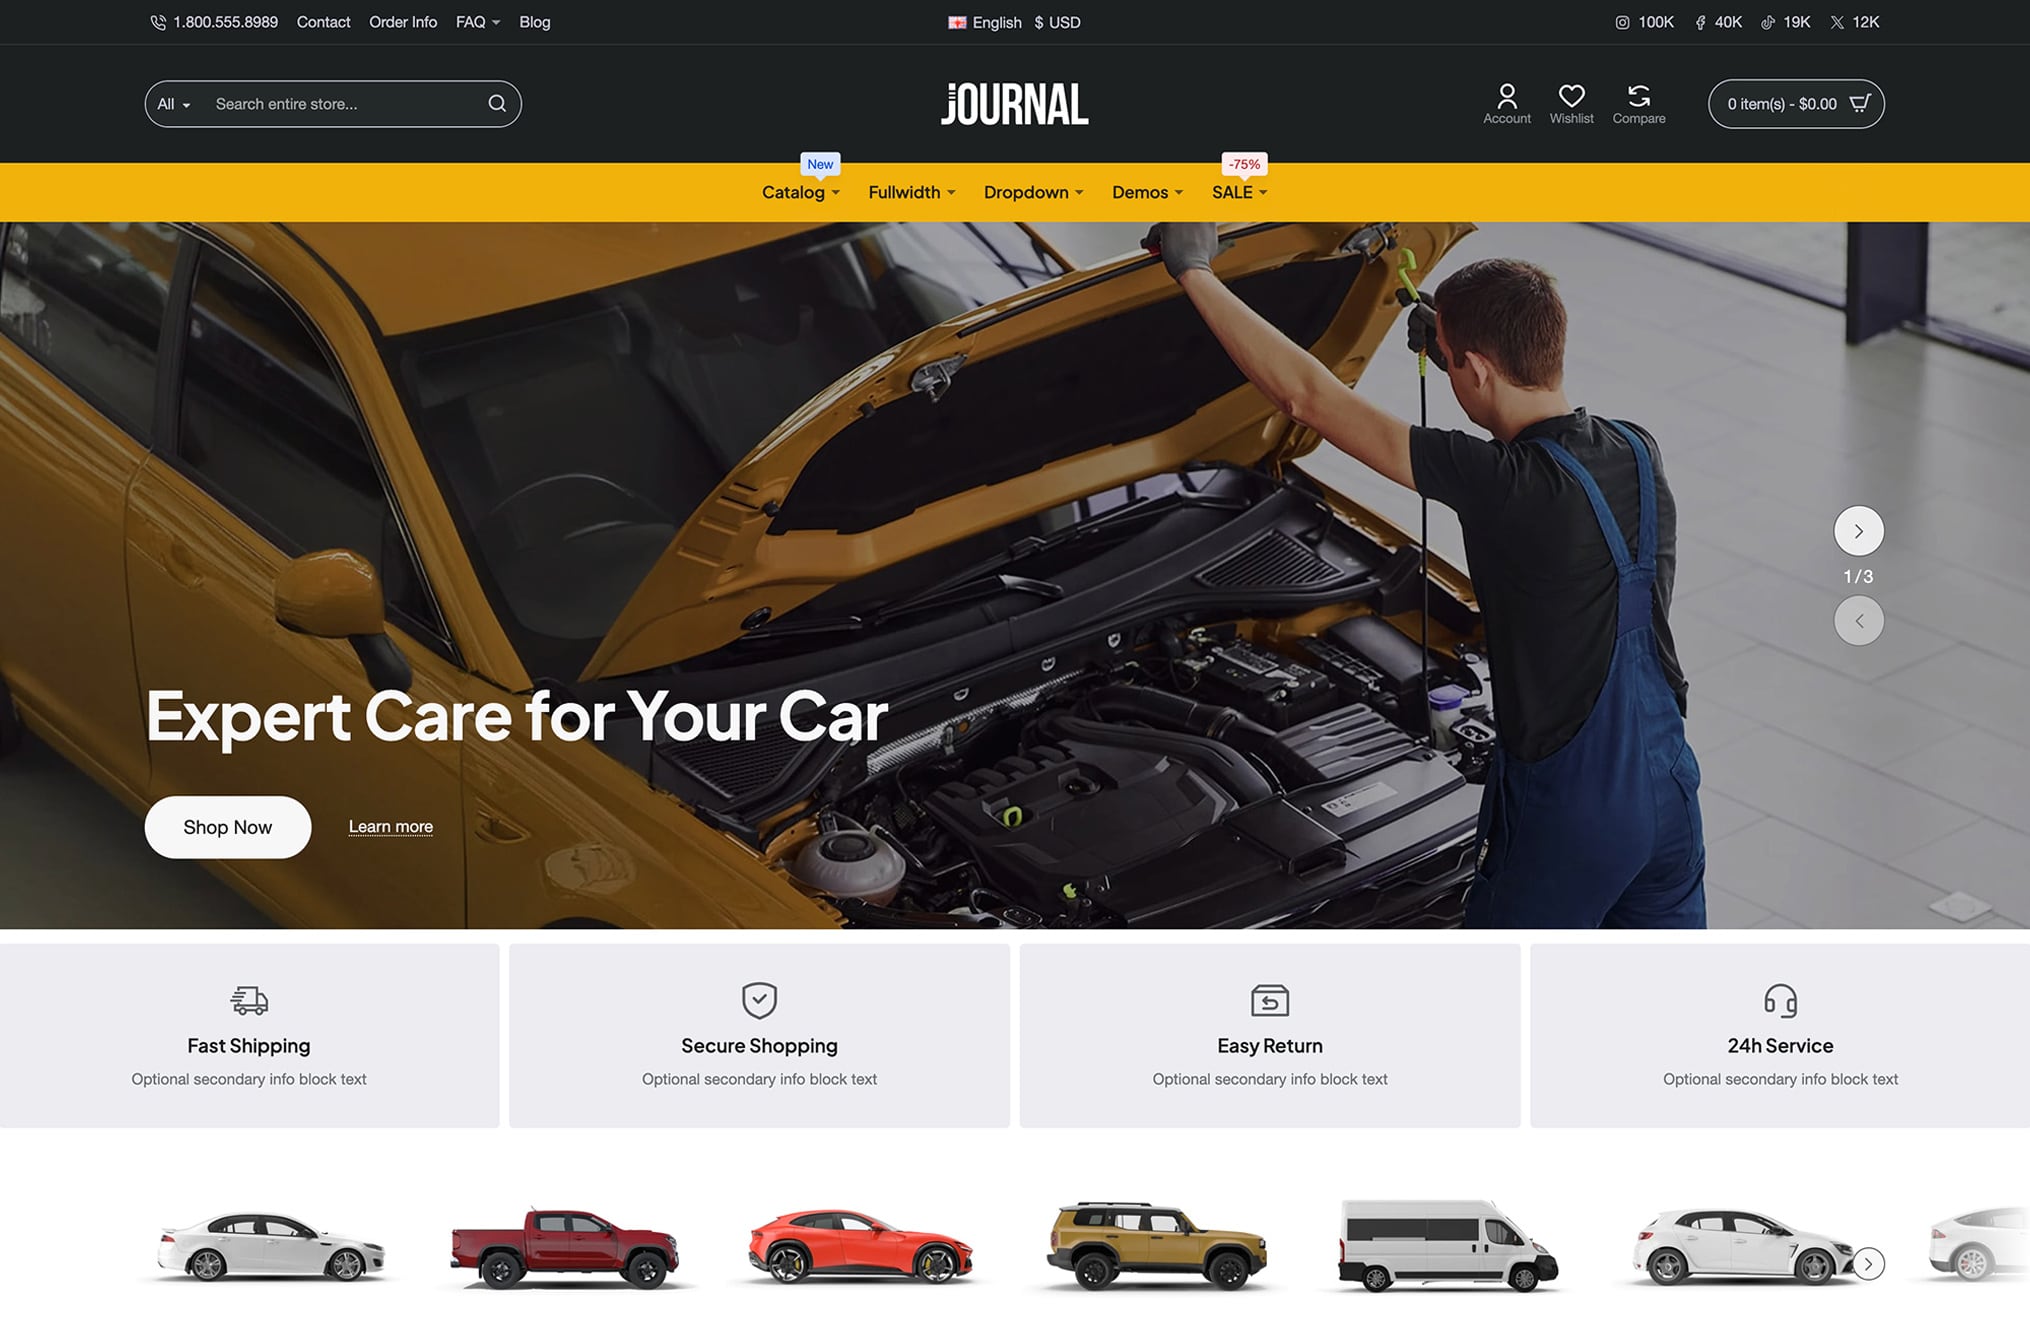 1.800.555.8989 Contact Order Info FAQ Blog English $ USD 100K 40K 19K 12K
All Search entire store... JOURNAL Account Wishlist Compare 0 item(s) - $0.00
New -75%
Catalog Fullwidth Dropdown Demos SALE
1/3
Expert Care for Your Car
Shop Now Learn more
Fast Shipping Secure Shopping Easy Return 24h Service
Optional secondary info block text Optional secondary info block text Optional secondary info block text Optional secondary info block text